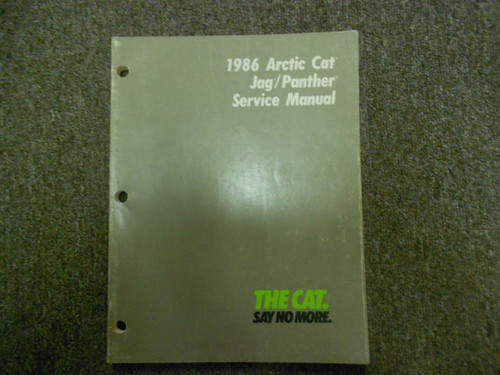 1986 Arctic Cat
Jag/Panther
Service Manual
THE CAT.
SAY NO MORE.